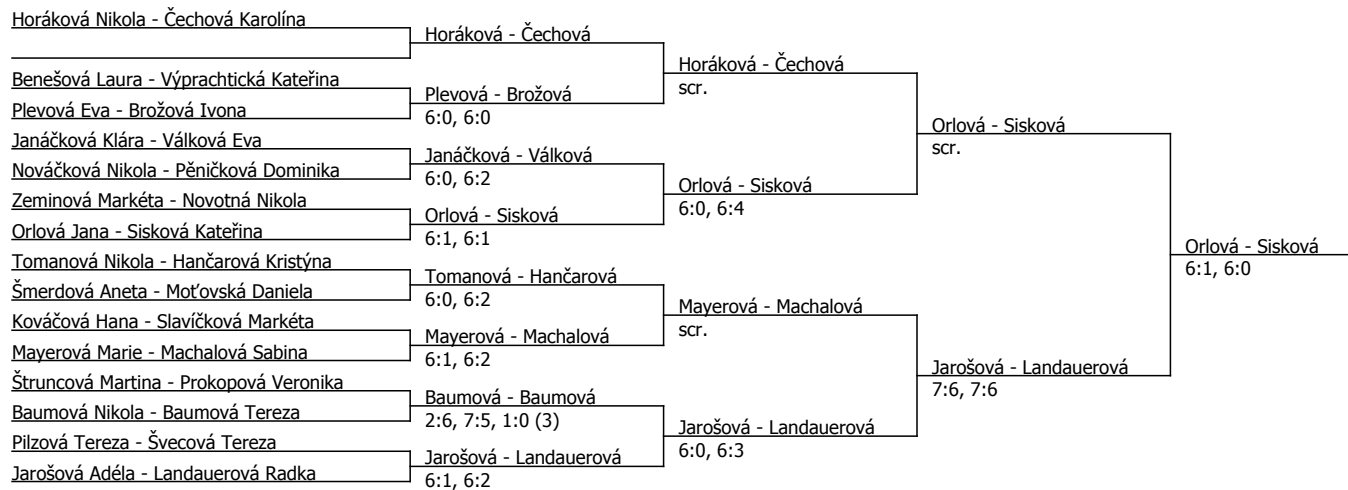 Horáková Nikola - Čechová Karolína
Benešová Laura - Výprachtická Kateřina
Plevová Eva - Brožová Ivona
Janáčková Klára - Válková Eva
Nováčková Nikola - Pěničková Dominika
Zeminová Markéta - Novotná Nikola
Orlová Jana - Sisková Kateřina
Tomanová Nikola - Hančarová Kristýna
Šmerdová Aneta - Moťovská Daniela
Kováčová Hana - Slavíčková Markéta
Mayerová Marie - Machalová Sabina
Štruncová Martina - Prokopová Veronika
Baumová Nikola - Baumová Tereza
Pilzová Tereza - Švecová Tereza
Jarošová Adéla - Landauerová Radka
Horáková - Čechová
Plevová - Brožová
6:0, 6:0
Janáčková - Válková
6:0, 6:2
Orlová - Sisková
6:1, 6:1
Tomanová - Hančarová
6:0, 6:2
Mayerová - Machalová
6:1, 6:2
Baumová - Baumová
2:6, 7:5, 1:0 (3)
Jarošová - Landauerová
6:1, 6:2
Horáková - Čechová
scr.
Orlová - Sisková
6:0, 6:4
Mayerová - Machalová
scr.
Jarošová - Landauerová
6:0, 6:3
Orlová - Sisková
scr.
Jarošová - Landauerová
7:6, 7:6
Orlová - Sisková
6:1, 6:0